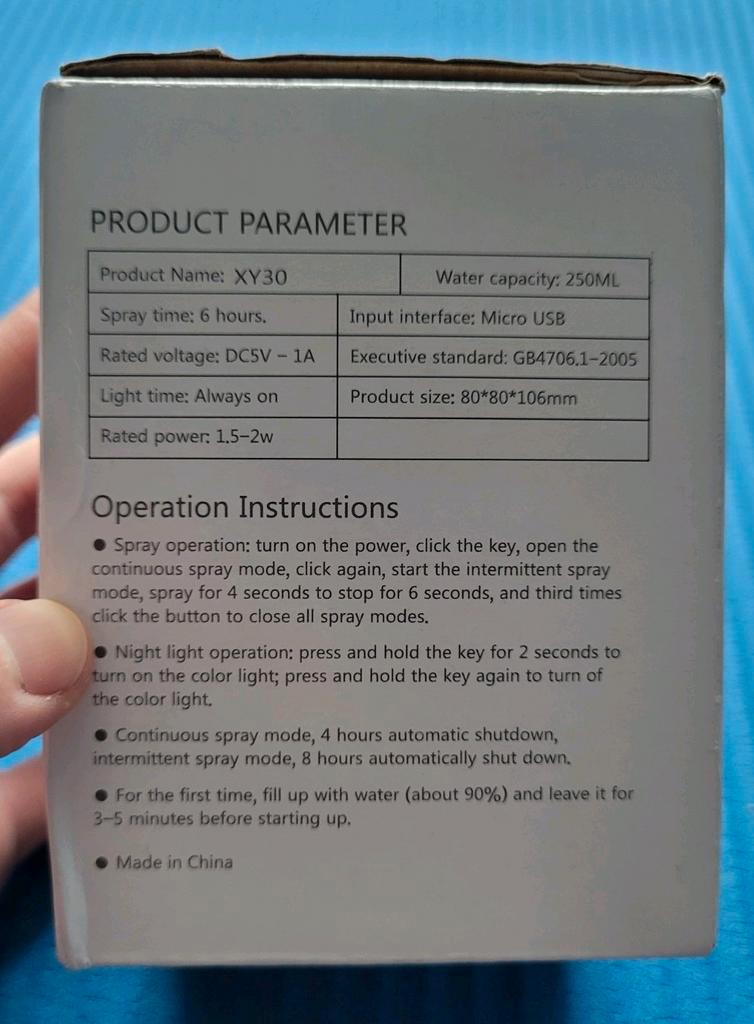 PRODUCT PARAMETER
Product Name: XY30 Water capacity: 250ML
Spray time: 6 hours. Input interface: Micro USB
Rated voltage: DC5V – 1A Executive standard: GB4706.1–2005
Light time: Always on Product size: 80*80*106mm
Rated power: 1.5–2w
Operation Instructions
● Spray operation: turn on the power, click the key, open the
continuous spray mode, click again, start the intermittent spray
mode, spray for 4 seconds to stop for 6 seconds, and third times
click the button to close all spray modes.
● Night light operation: press and hold the key for 2 seconds to
turn on the color light; press and hold the key again to turn of
the color light.
● Continuous spray mode, 4 hours automatic shutdown,
intermittent spray mode, 8 hours automatically shut down.
● For the first time, fill up with water (about 90%) and leave it for
3–5 minutes before starting up.
● Made in China